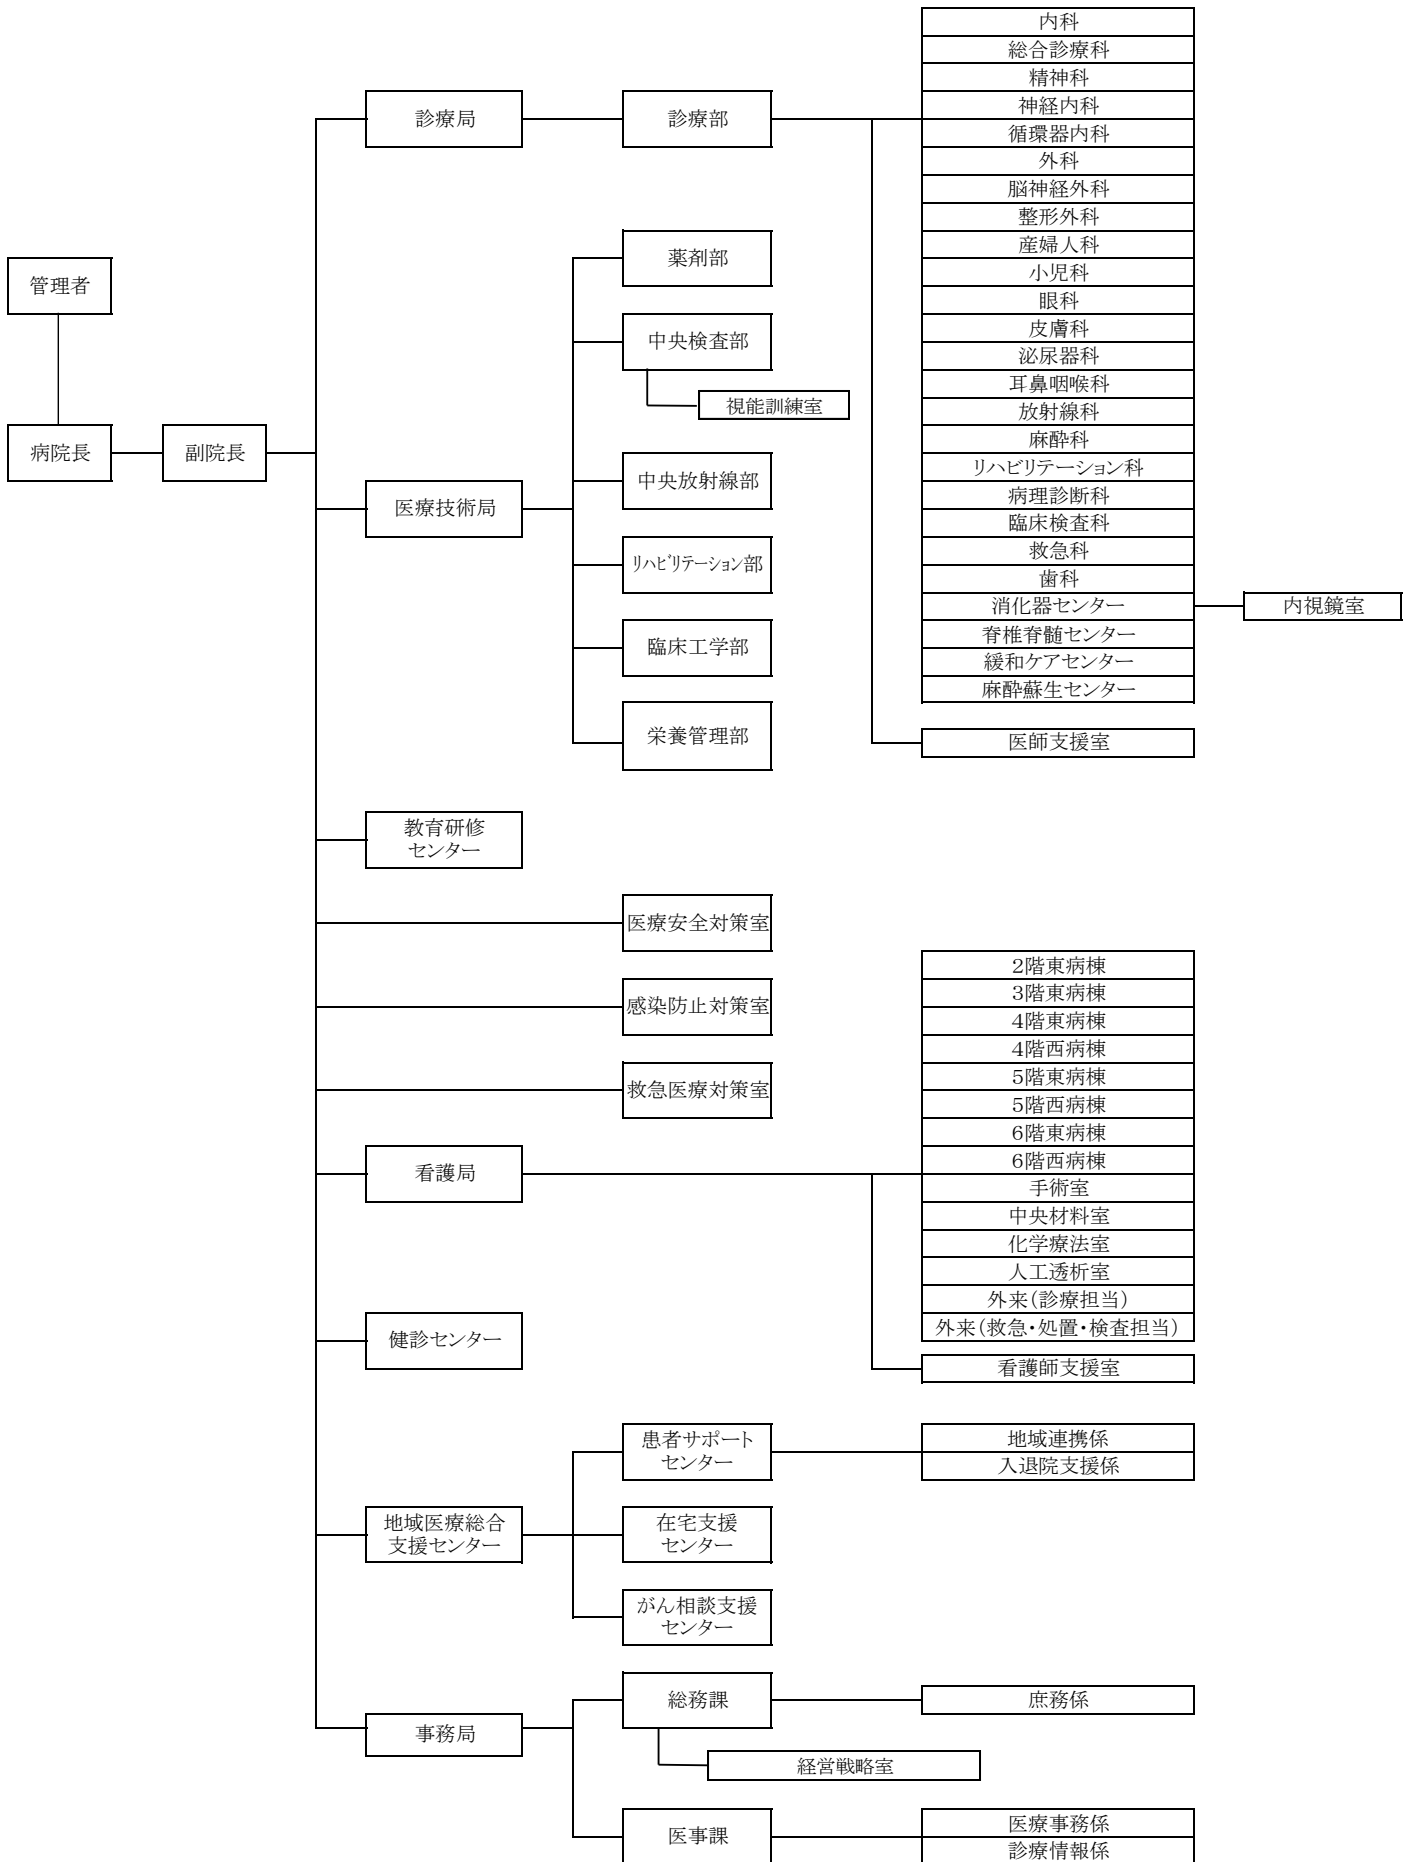 管理者
病院長
副院長
診療局
診療部
内科
総合診療科
精神科
神経内科
循環器内科
外科
脳神経外科
整形外科
産婦人科
小児科
眼科
皮膚科
泌尿器科
耳鼻咽喉科
放射線科
麻酔科
リハビリテーション科
病理診断科
臨床検査科
救急科
歯科
消化器センター
内視鏡室
脊椎脊髄センター
緩和ケアセンター
麻酔蘇生センター
医師支援室
医療技術局
薬剤部
中央検査部
視能訓練室
中央放射線部
リハビリテーション部
臨床工学部
栄養管理部
教育研修
センター
医療安全対策室
感染防止対策室
救急医療対策室
看護局
2階東病棟
3階東病棟
4階東病棟
4階西病棟
5階東病棟
5階西病棟
6階東病棟
6階西病棟
手術室
中央材料室
化学療法室
人工透析室
外来(診療担当)
外来(救急・処置・検査担当)
看護師支援室
健診センター
地域医療総合
支援センター
患者サポート
センター
地域連携係
入退院支援係
在宅支援
センター
がん相談支援
センター
事務局
総務課
庶務係
経営戦略室
医事課
医療事務係
診療情報係